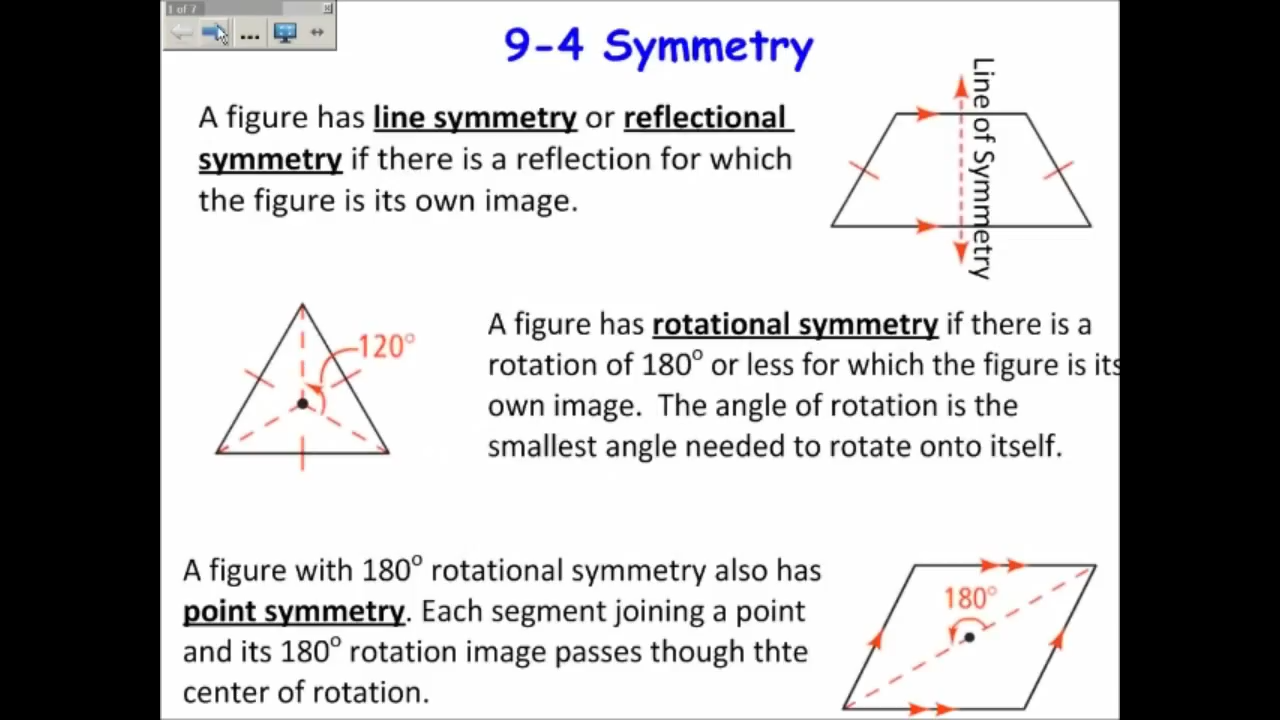 1 of 7
9-4 Symmetry
A figure has line symmetry or reflectional
symmetry if there is a reflection for which
the figure is its own image.
Line of Symmetry
120°
A figure has rotational symmetry if there is a
rotation of 180° or less for which the figure is its
own image. The angle of rotation is the
smallest angle needed to rotate onto itself.
A figure with 180° rotational symmetry also has
point symmetry. Each segment joining a point
and its 180° rotation image passes though thte
center of rotation.
180°